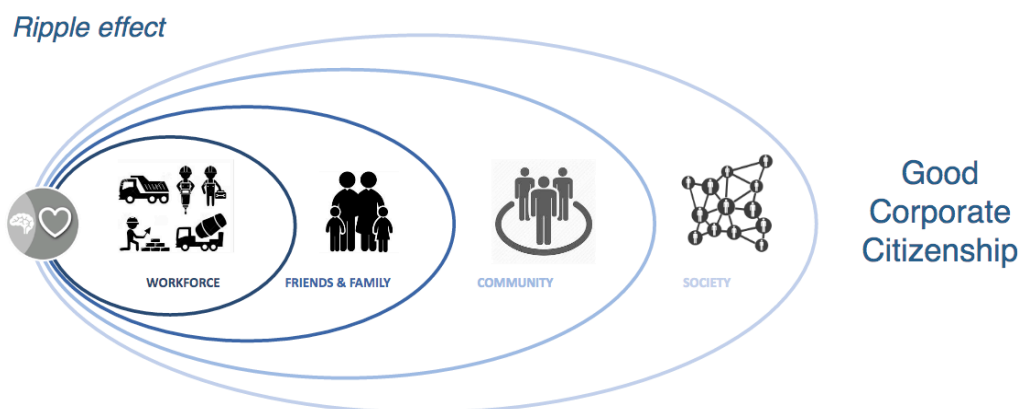 Ripple effect
WORKFORCE
FRIENDS & FAMILY
COMMUNITY
SOCIETY
Good
Corporate
Citizenship